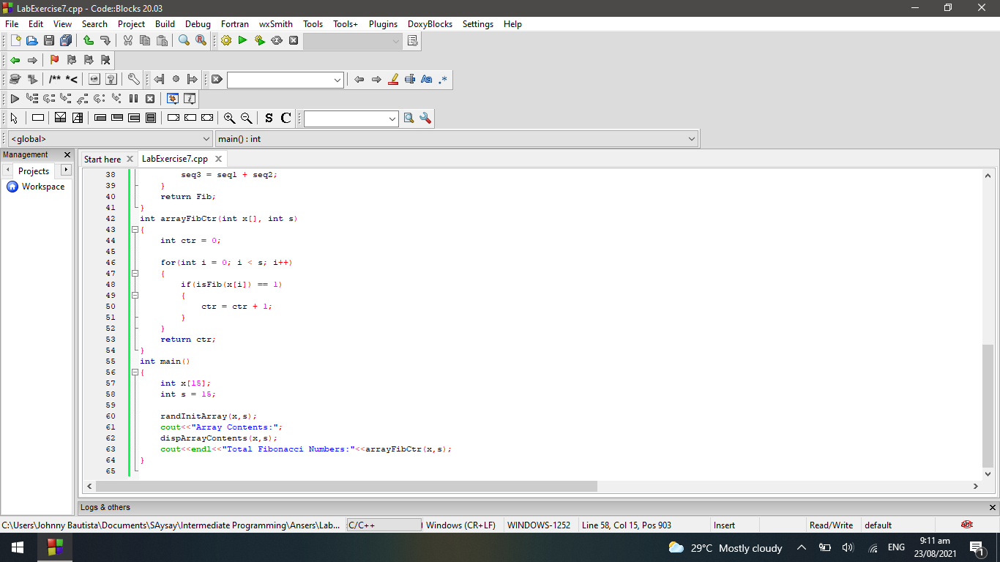 LabExercise7.cpp - Code::Blocks 20.03
File Edit View Search Project Build Debug Fortran wxSmith Tools Tools+ Plugins DoxyBlocks Settings Help
/** *<
Aa .*
S C
<global> main() : int
Management
Projects
Workspace
Start here LabExercise7.cpp
38 seq3 = seq1 + seq2;
39 }
40 return Fib;
41 }
42 int arrayFibCtr(int x[], int s)
43 {
44 int ctr = 0;
45
46 for(int i = 0; i < s; i++)
47 {
48 if(isFib(x[i]) == 1)
49 {
50 ctr = ctr + 1;
51 }
52 }
53 return ctr;
54 }
55 int main()
56 {
57 int x[15];
58 int s = 15;
59
60 randInitArray(x,s);
61 cout<<"Array Contents:";
62 dispArrayContents(x,s);
63 cout<<endl<<"Total Fibonacci Numbers:"<<arrayFibCtr(x,s);
64 }
65
Logs & others
C:\Users\Johnny Bautista\Documents\SAysay\Intermediate Programming\Ansers\Lab... C/C++ Windows (CR+LF) WINDOWS-1252 Line 58, Col 15, Pos 903 Insert Read/Write default abc
29°C Mostly cloudy ENG 9:11 am
23/08/2021 1